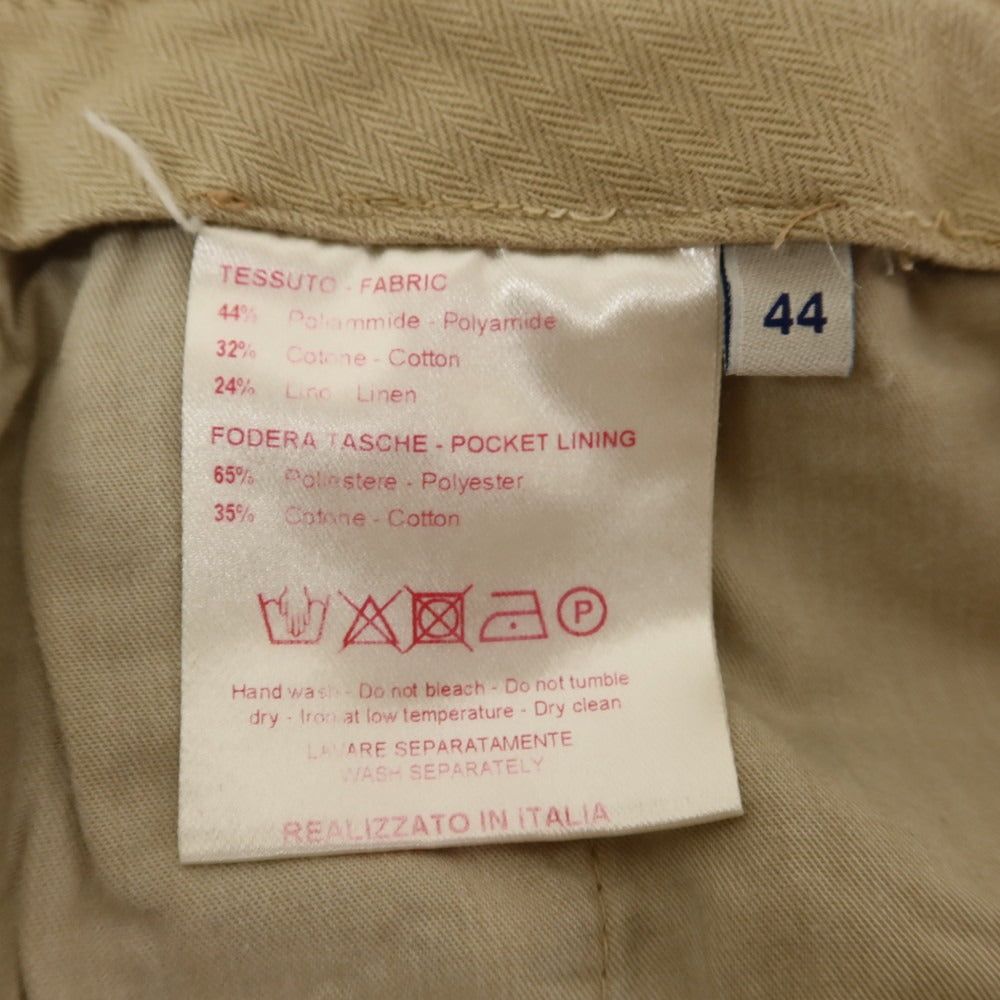 TESSUTO - FABRIC
44% Poliammide - Polyamide
32% Cotone - Cotton
24% Lino Linen
FODERA TASCHE - POCKET LINING
65% Poliestere - Polyester
35% Cotone - Cotton
P
Hand wash - Do not bleach - Do not tumble
dry - Iron at low temperature - Dry clean
LAVARE SEPARATAMENTE
WASH SEPARATELY
REALIZZATO IN ITALIA
44